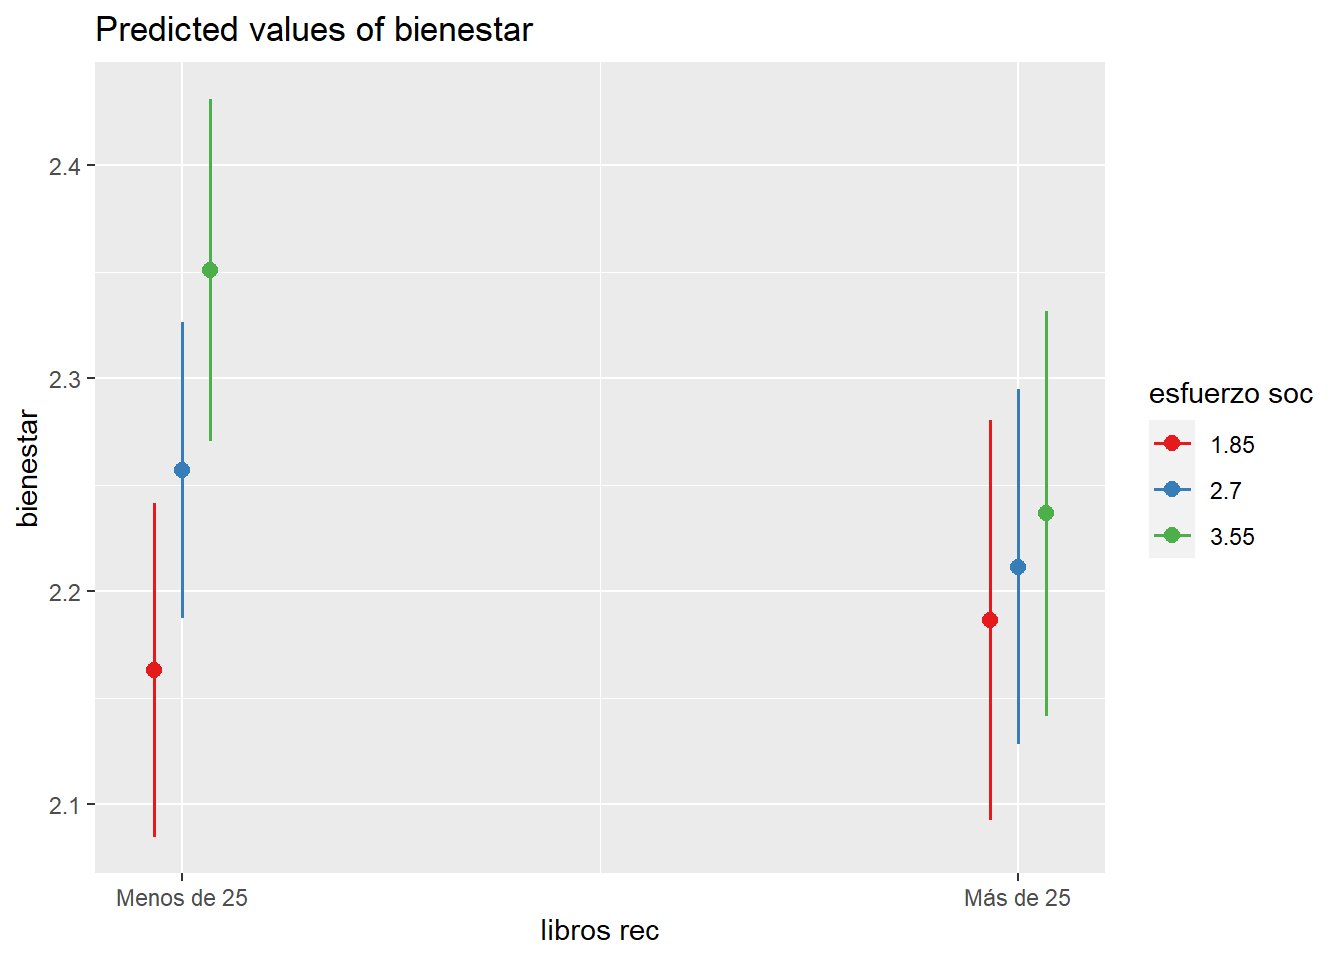 Predicted values of bienestar
2.4
2.3
2.2
2.1
bienestar
Menos de 25
Más de 25
libros rec
esfuerzo soc
1.85
2.7
3.55